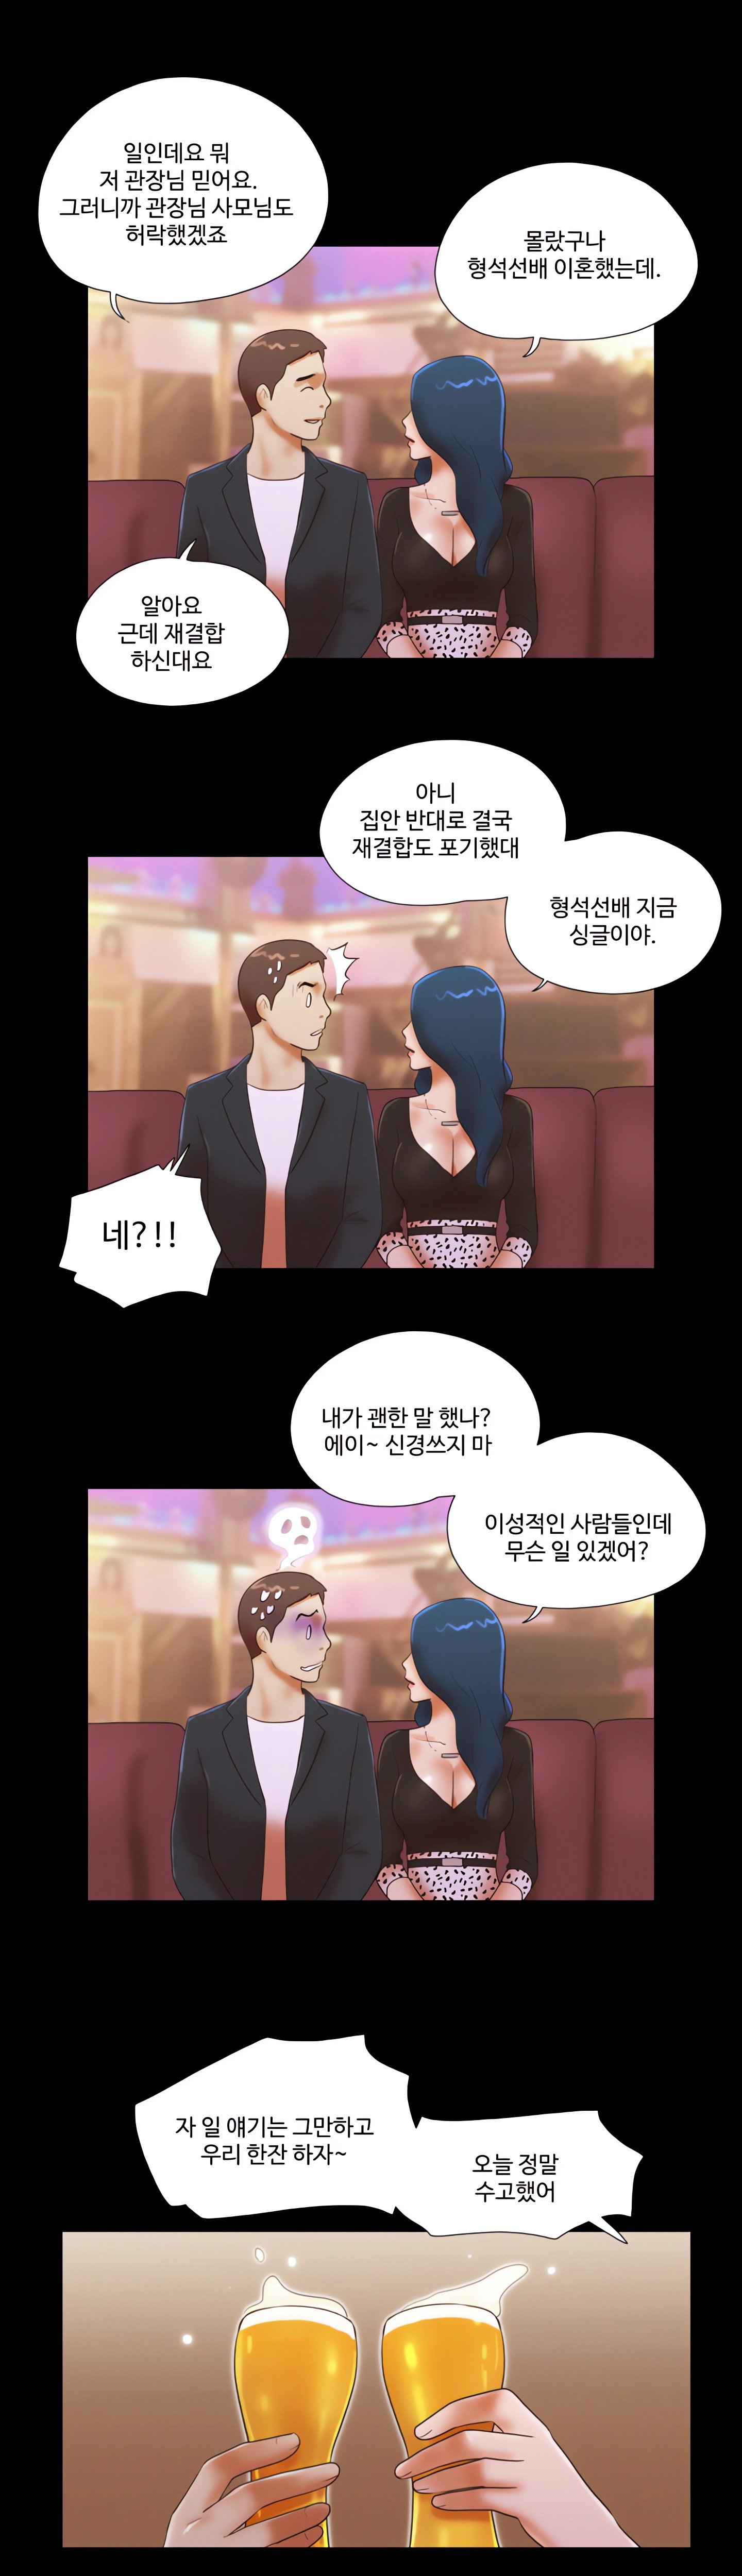 일인데요 뭐
저 관장님 믿어요.
그러니까 관장님 사모님도
허락했겠죠
몰랐구나
형석선배 이혼했는데.
알아요
근데 재결합
하신대요
아니
집안 반대로 결국
재결합도 포기했대
형석선배 지금
싱글이야.
네?!!
내가 괜한 말 했나?
에이~ 신경쓰지 마
이성적인 사람들인데
무슨 일 있겠어?
자 일 얘기는 그만하고
우리 한잔 하자~
오늘 정말
수고했어